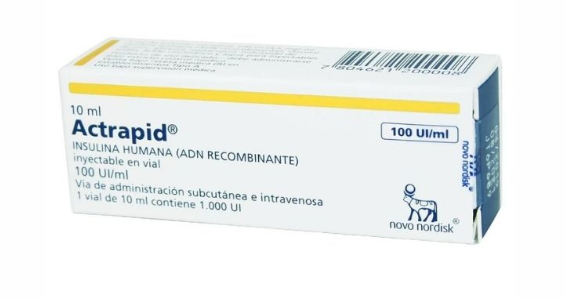 7804621200008
10 ml
Actrapid®
100 UI/ml
INSULINA HUMANA (ADN RECOMBINANTE)
inyectable en vial
100 UI/ml
Vía de administración subcutánea e intravenosa
1 vial de 10 ml contiene 1.000 UI
novo nordisk®
novo nordisk